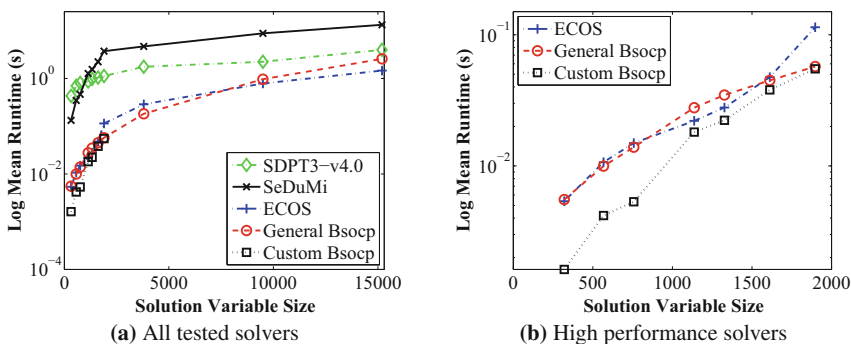 Log Mean Runtime (s)
10^0
10^−2
10^−4
0
5000
10000
15000
Solution Variable Size
SDPT3−v4.0
SeDuMi
ECOS
General Bsocp
Custom Bsocp
(a) All tested solvers
Log Mean Runtime (s)
10^−1
10^−2
0
500
1000
1500
2000
Solution Variable Size
ECOS
General Bsocp
Custom Bsocp
(b) High performance solvers